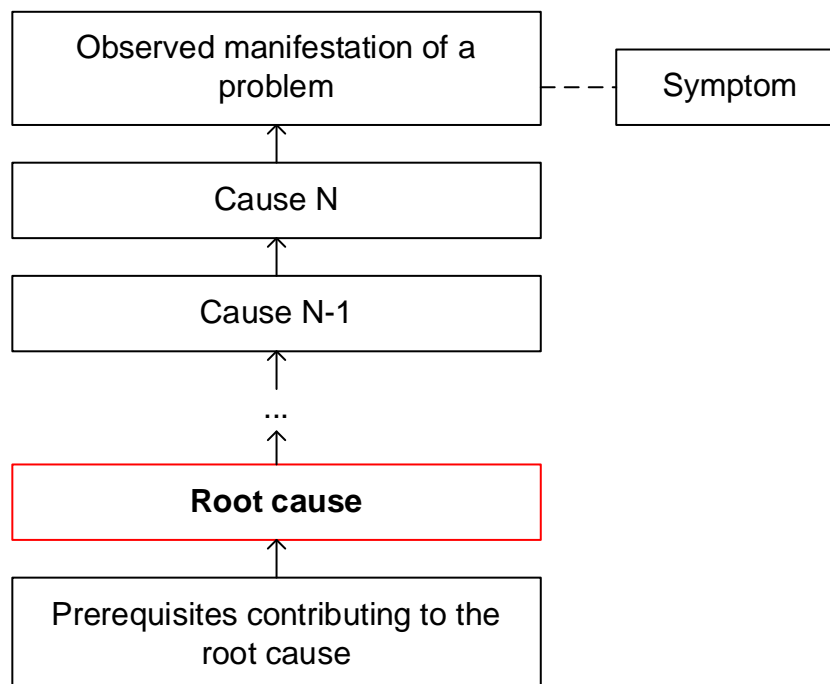 Observed manifestation of a
problem
Symptom
Cause N
Cause N-1
...
Root cause
Prerequisites contributing to the
root cause